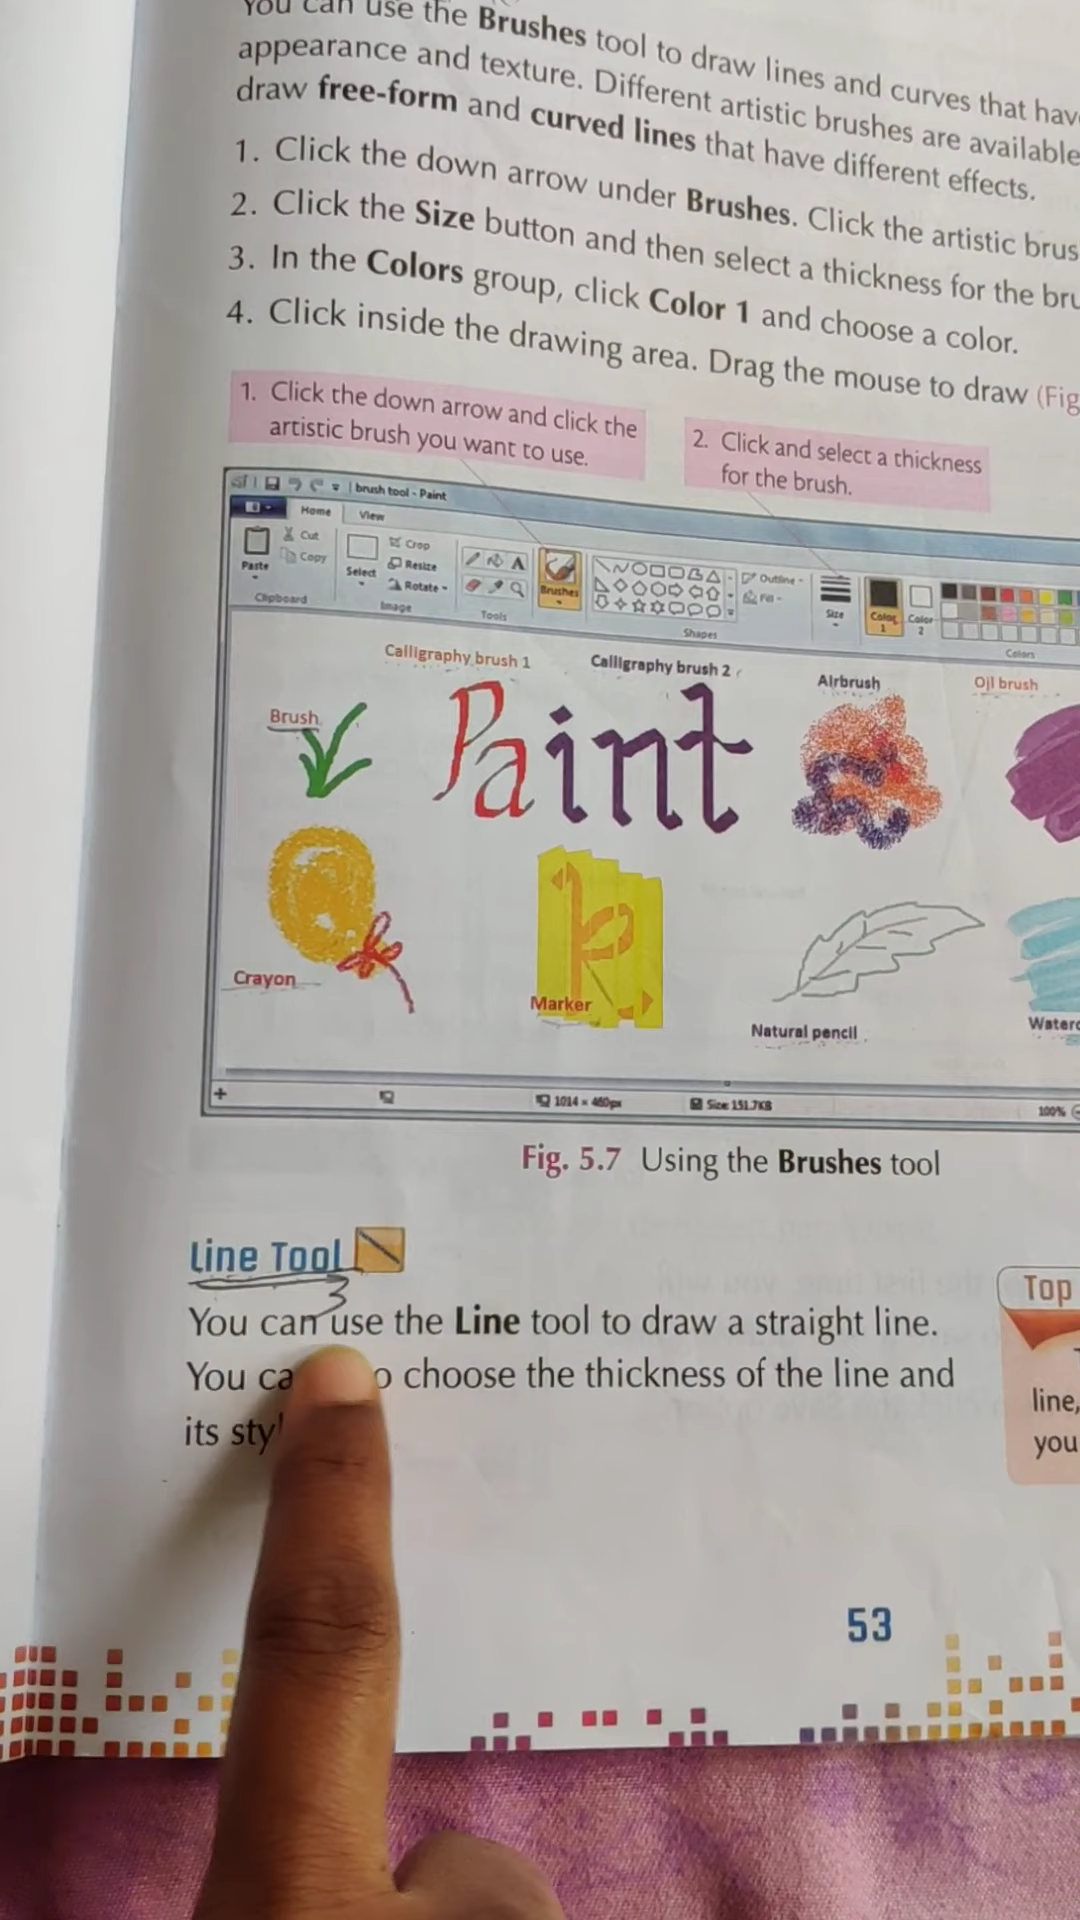 You can use the Brushes tool to draw lines and curves that have
appearance and texture. Different artistic brushes are available
draw free-form and curved lines that have different effects.
1. Click the down arrow under Brushes. Click the artistic brus
2. Click the Size button and then select a thickness for the bru
3. In the Colors group, click Color 1 and choose a color.
4. Click inside the drawing area. Drag the mouse to draw (Fig
1. Click the down arrow and click the
artistic brush you want to use.
2. Click and select a thickness
for the brush.
brush tool - Paint
Home View
Paste
Cut
Copy
Clipboard
Select
Crop
Resize
Rotate
Image
A
Tools
Brushes
Outline
Fill
Shapes
Size
Color 1
Color 2
Colors
Calligraphy brush 1
Calligraphy brush 2
Airbrush
Oil brush
Brush
Paint
Crayon
Marker
k
Natural pencil
Waterc
1014 × 460px
Size 151.7KB
100%
Fig. 5.7 Using the Brushes tool
Line Tool
3
You can use the Line tool to draw a straight line.
You ca o choose the thickness of the line and
its styl
Top
line,
you
53